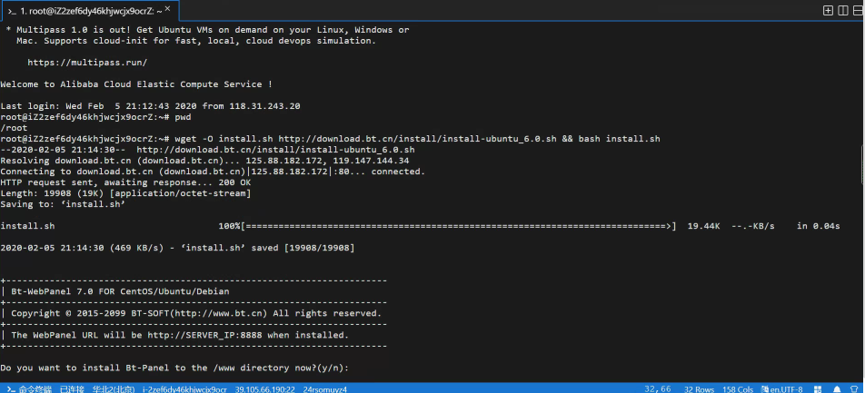 >_ 1. root@iZ2zef6dy46khjwcjx9ocrZ: ~ ×
* Multipass 1.0 is out! Get Ubuntu VMs on demand on your Linux, Windows or
Mac. Supports cloud-init for fast, local, cloud devops simulation.
https://multipass.run/
Welcome to Alibaba Cloud Elastic Compute Service !
Last login: Wed Feb  5 21:12:43 2020 from 118.31.243.20
root@iZ2zef6dy46khjwcjx9ocrZ:~# pwd
/root
root@iZ2zef6dy46khjwcjx9ocrZ:~# wget -O install.sh http://download.bt.cn/install/install-ubuntu_6.0.sh && bash install.sh
--2020-02-05 21:14:30--  http://download.bt.cn/install/install-ubuntu_6.0.sh
Resolving download.bt.cn (download.bt.cn)... 125.88.182.172, 119.147.144.34
Connecting to download.bt.cn (download.bt.cn)|125.88.182.172|:80... connected.
HTTP request sent, awaiting response... 200 OK
Length: 19908 (19K) [application/octet-stream]
Saving to: ‘install.sh’
install.sh 100%[=============================================================================>] 19.44K --.-KB/s in 0.04s
2020-02-05 21:14:30 (469 KB/s) - ‘install.sh’ saved [19908/19908]
+----------------------------------------------------------------------
| Bt-WebPanel 7.0 FOR CentOS/Ubuntu/Debian
+----------------------------------------------------------------------
| Copyright © 2015-2099 BT-SOFT(http://www.bt.cn) All rights reserved.
+----------------------------------------------------------------------
| The WebPanel URL will be http://SERVER_IP:8888 when installed.
+----------------------------------------------------------------------
Do you want to install Bt-Panel to the /www directory now?(y/n):
>_ 命令终端 已连接 华北2(北京) i-2zef6dy46khjwcjx9ocr 39.105.66.190:22 24rsomuyz4 32,66 32 Rows 158 Cols en.UTF-8